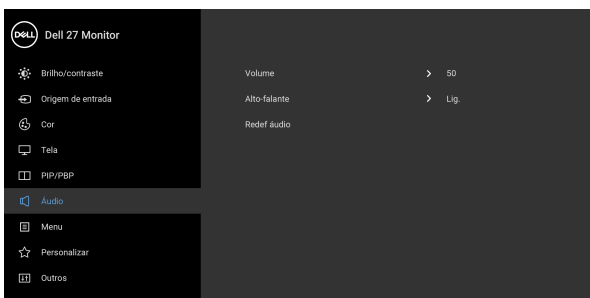 DELL Dell 27 Monitor
Brilho/contraste
Volume 50
Origem de entrada
Alto-falante Lig.
Cor
Redef áudio
Tela
PIP/PBP
Áudio
Menu
Personalizar
Outros